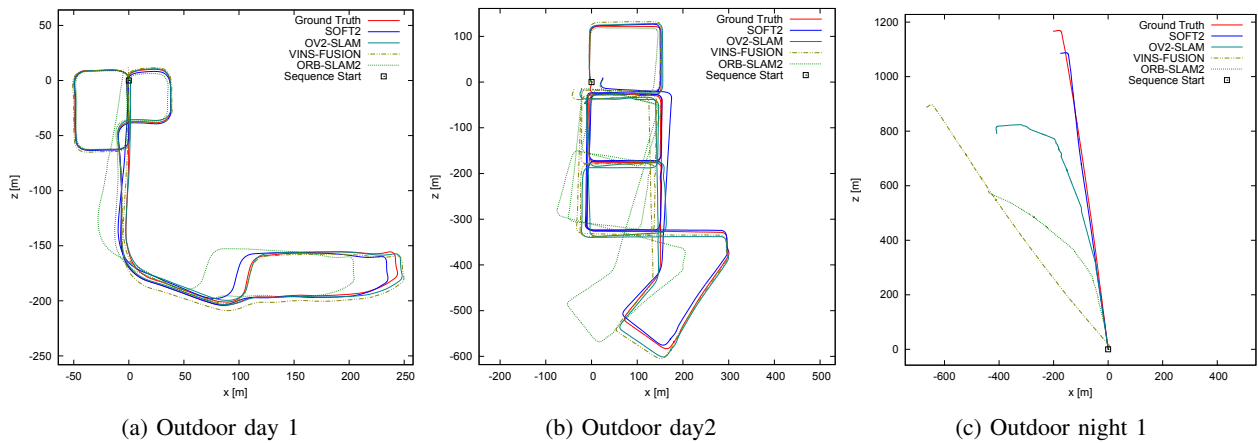 Ground Truth
SOFT2
OV2-SLAM
VINS-FUSION
ORB-SLAM2
Sequence Start
0
-50
-100
-150
-200
-250
z [m]
-50 0 50 100 150 200 250
x [m]
(a) Outdoor day 1
Ground Truth
SOFT2
OV2-SLAM
VINS-FUSION
ORB-SLAM2
Sequence Start
100
0
-100
-200
-300
-400
-500
-600
z [m]
-200 -100 0 100 200 300 400 500
x [m]
(b) Outdoor day2
Ground Truth
SOFT2
OV2-SLAM
VINS-FUSION
ORB-SLAM2
Sequence Start
1200
1000
800
600
400
200
0
z [m]
-600 -400 -200 0 200 400
x [m]
(c) Outdoor night 1